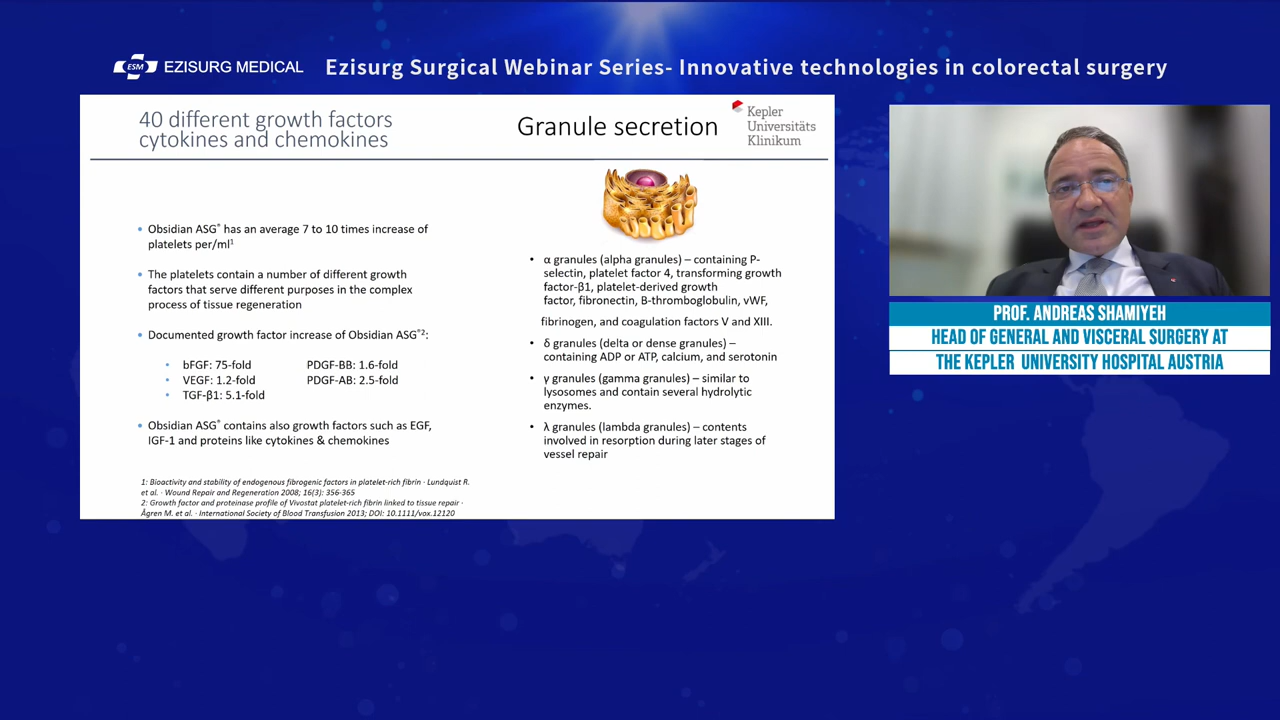 ESM
EZISURG MEDICAL
Ezisurg Surgical Webinar Series- Innovative technologies in colorectal surgery
40 different growth factors
cytokines and chemokines
Granule secretion
Kepler
Universitäts
Klinikum
• Obsidian ASG® has an average 7 to 10 times increase of
platelets per/ml¹
• The platelets contain a number of different growth
factors that serve different purposes in the complex
process of tissue regeneration
• Documented growth factor increase of Obsidian ASG®²:
• bFGF: 75-fold PDGF-BB: 1.6-fold
• VEGF: 1.2-fold PDGF-AB: 2.5-fold
• TGF-β1: 5.1-fold
• Obsidian ASG® contains also growth factors such as EGF,
IGF-1 and proteins like cytokines & chemokines
1: Bioactivity and stability of endogenous fibrogenic factors in platelet-rich fibrin · Lundquist R.
et al. · Wound Repair and Regeneration 2008; 16(3): 356-365
2: Growth factor and proteinase profile of Vivostat platelet-rich fibrin linked to tissue repair ·
Ågren M. et al. · International Society of Blood Transfusion 2013; DOI: 10.1111/vox.12120
• α granules (alpha granules) – containing P-
selectin, platelet factor 4, transforming growth
factor-β1, platelet-derived growth
factor, fibronectin, B-thromboglobulin, vWF,
fibrinogen, and coagulation factors V and XIII.
• δ granules (delta or dense granules) –
containing ADP or ATP, calcium, and serotonin
• γ granules (gamma granules) – similar to
lysosomes and contain several hydrolytic
enzymes.
• λ granules (lambda granules) – contents
involved in resorption during later stages of
vessel repair
PROF. ANDREAS SHAMIYEH
HEAD OF GENERAL AND VISCERAL SURGERY AT
THE KEPLER UNIVERSITY HOSPITAL AUSTRIA